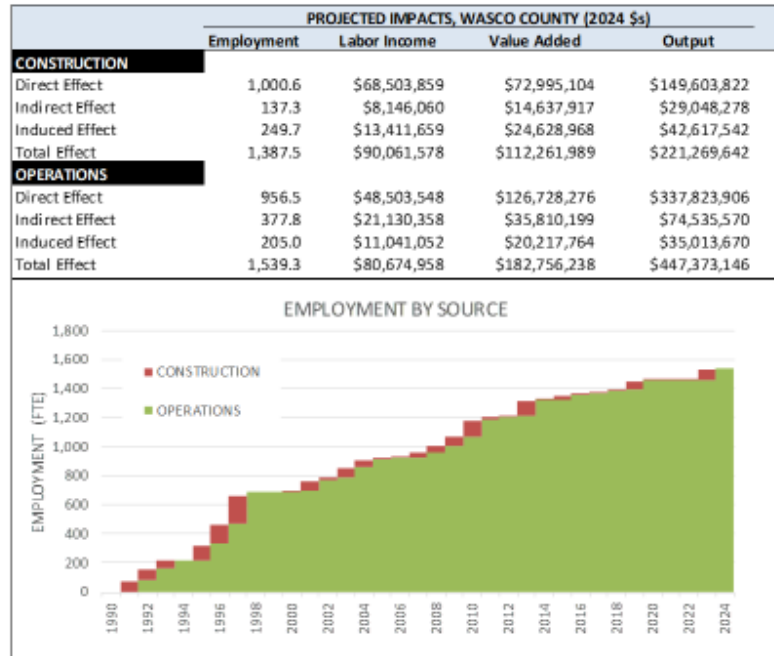 PROJECTED IMPACTS, WASCO COUNTY (2024 $s)
Employment Labor Income Value Added Output
CONSTRUCTION
Direct Effect 1,000.6 $68,503,859 $72,995,104 $149,603,822
Indirect Effect 137.3 $8,146,060 $14,637,917 $29,048,278
Induced Effect 249.7 $13,411,659 $24,628,968 $42,617,542
Total Effect 1,387.5 $90,061,578 $112,261,989 $221,269,642
OPERATIONS
Direct Effect 956.5 $48,503,548 $126,728,276 $337,823,906
Indirect Effect 377.8 $21,130,358 $35,810,199 $74,535,570
Induced Effect 205.0 $11,041,052 $20,217,764 $35,013,670
Total Effect 1,539.3 $80,674,958 $182,756,238 $447,373,146
EMPLOYMENT BY SOURCE
EMPLOYMENT (FTE)
1,800
1,600
1,400
1,200
1,000
800
600
400
200
0
CONSTRUCTION
OPERATIONS
1990 1992 1994 1996 1998 2000 2002 2004 2006 2008 2010 2012 2014 2016 2018 2020 2022 2024